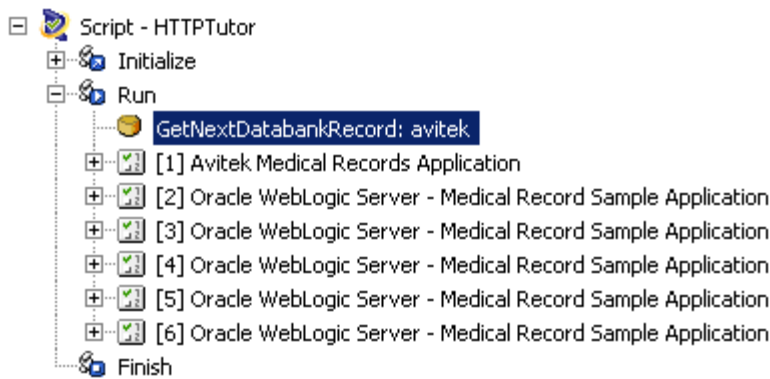 Script - HTTPTutor
Initialize
Run
GetNextDatabankRecord: avitek
[1] Avitek Medical Records Application
[2] Oracle WebLogic Server - Medical Record Sample Application
[3] Oracle WebLogic Server - Medical Record Sample Application
[4] Oracle WebLogic Server - Medical Record Sample Application
[5] Oracle WebLogic Server - Medical Record Sample Application
[6] Oracle WebLogic Server - Medical Record Sample Application
Finish